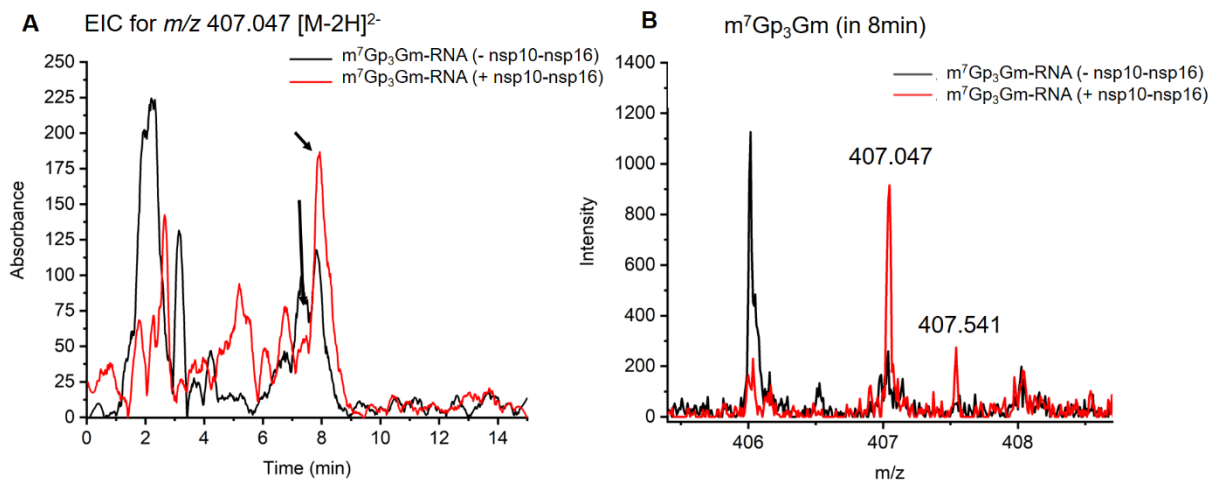 A EIC for m/z 407.047 [M-2H]²⁻
m⁷Gp₃Gm-RNA (- nsp10-nsp16)
m⁷Gp₃Gm-RNA (+ nsp10-nsp16)
250
225
200
175
150
125
100
75
50
25
0
Absorbance
0 2 4 6 8 10 12 14
Time (min)
B m⁷Gp₃Gm (in 8min)
m⁷Gp₃Gm-RNA (- nsp10-nsp16)
m⁷Gp₃Gm-RNA (+ nsp10-nsp16)
1400
1200
1000
800
600
400
200
0
Intensity
407.047
407.541
406 407 408
m/z